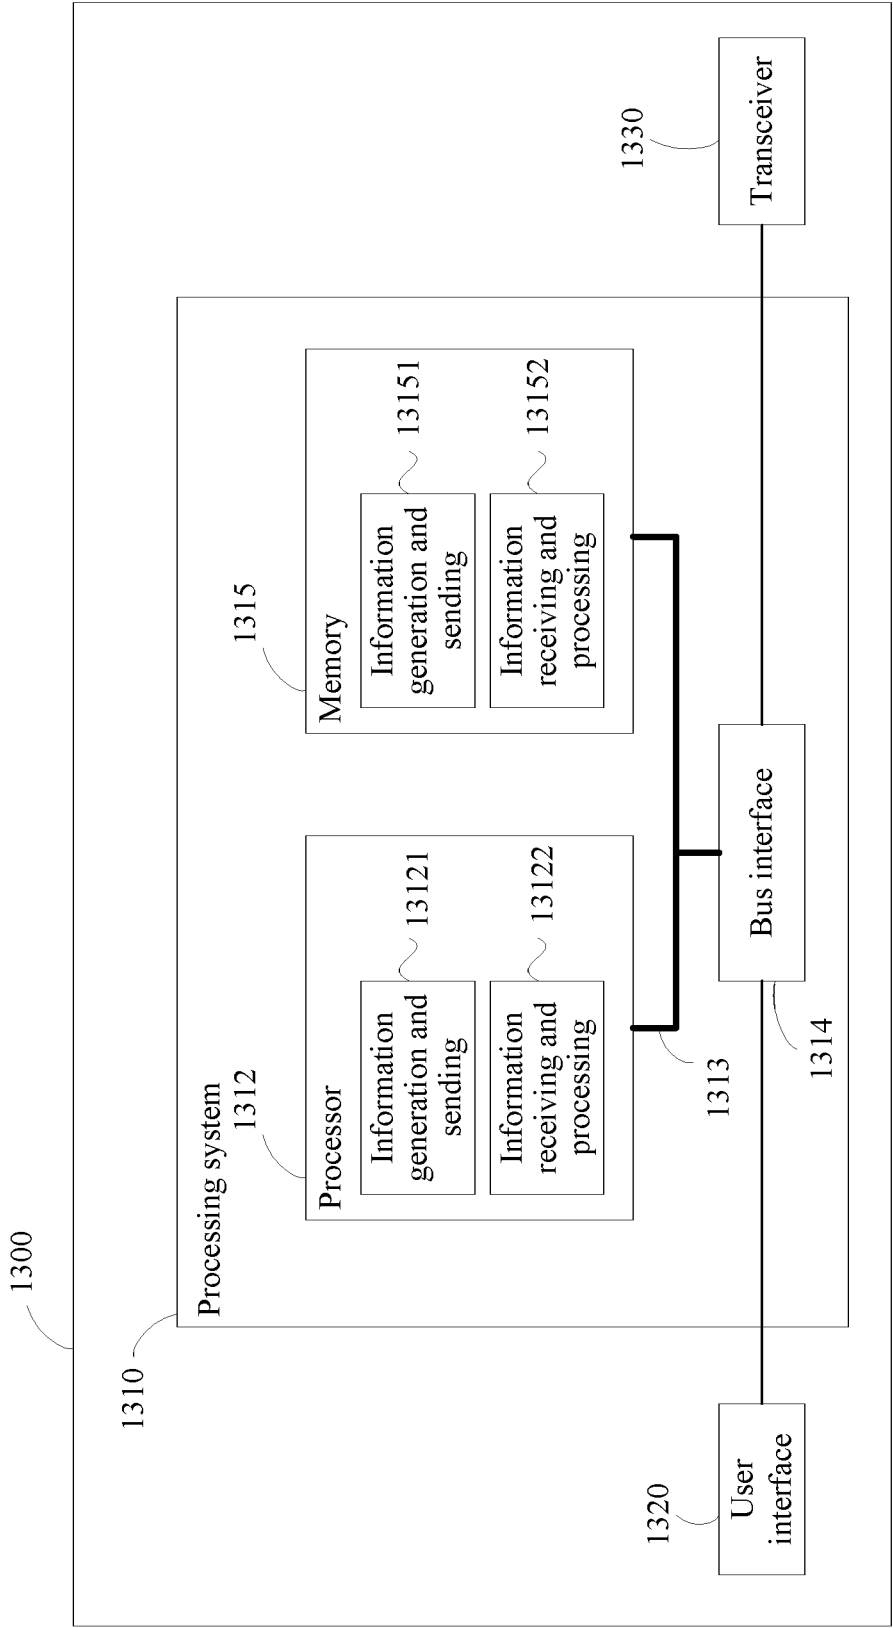 1300
1310
Processing system
1312
Processor
Information
generation and
sending
13121
Information
receiving and
processing
13122
1315
Memory
Information
generation and
sending
13151
Information
receiving and
processing
13152
1313
1320
User
interface
Bus interface
1314
1330
Transceiver